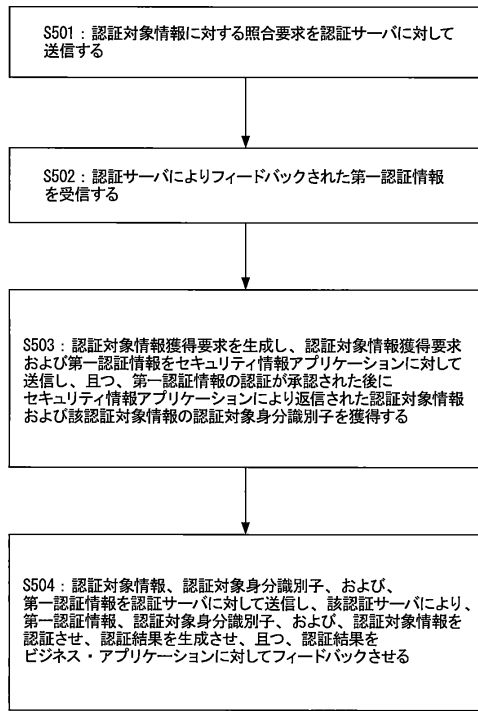 S501：認証対象情報に対する照合要求を認証サーバに対して
送信する
S502：認証サーバによりフィードバックされた第一認証情報
を受信する
S503：認証対象情報獲得要求を生成し、認証対象情報獲得要求
および第一認証情報をセキュリティ情報アプリケーションに対して
送信し、且つ、第一認証情報の認証が承認された後に
セキュリティ情報アプリケーションにより返信された認証対象情報
および該認証対象情報の認証対象身分識別子を獲得する
S504：認証対象情報、認証対象身分識別子、および、
第一認証情報を認証サーバに対して送信し、該認証サーバにより、
第一認証情報、認証対象身分識別子、および、認証対象情報を
認証させ、認証結果を生成させ、且つ、認証結果を
ビジネス・アプリケーションに対してフィードバックさせる